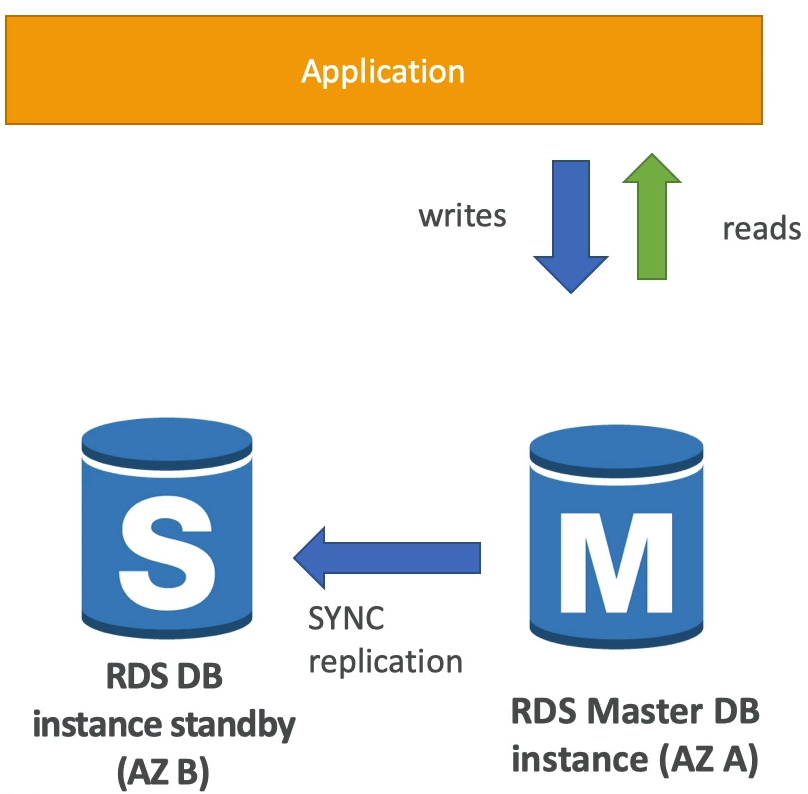 Application
writes
reads
S
M
SYNC
replication
RDS DB
instance standby
(AZ B)
RDS Master DB
instance (AZ A)